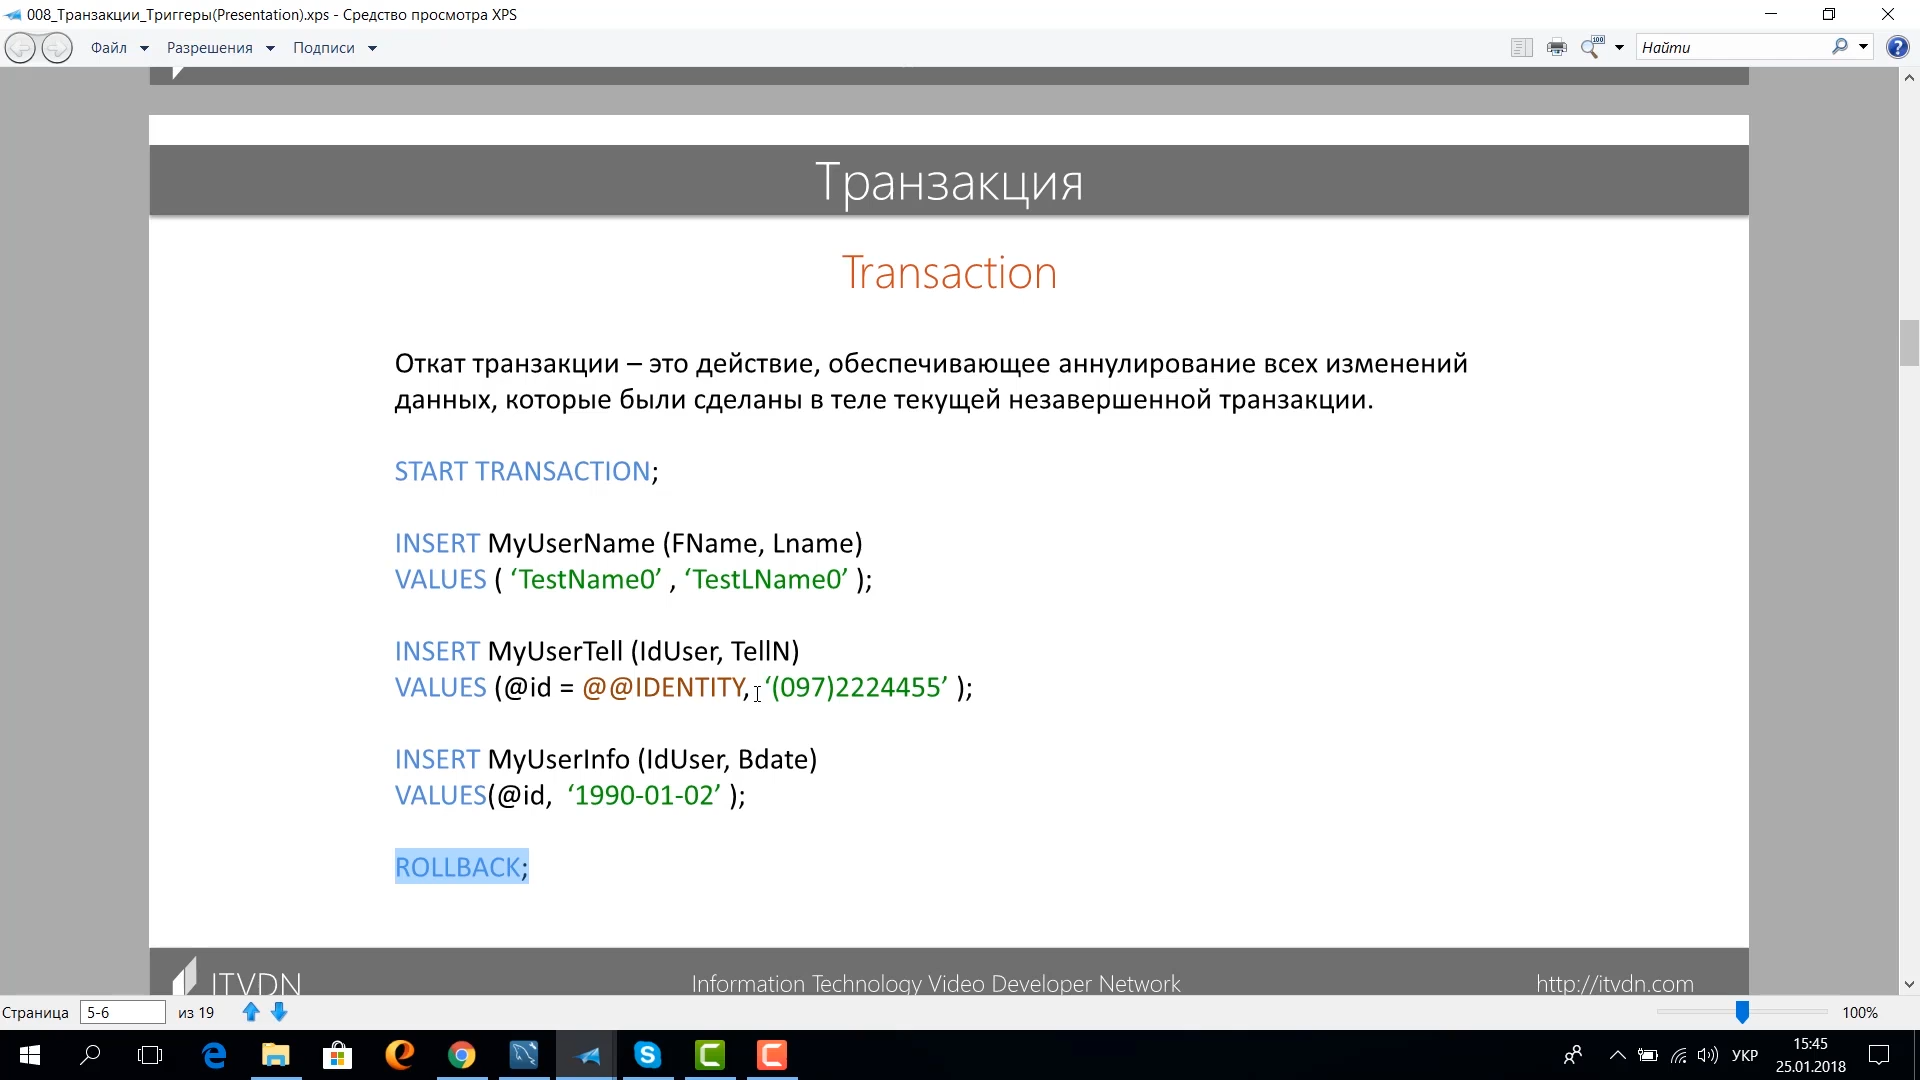 008_Транзакции_Триггеры(Presentation).xps - Средство просмотра XPS
Файл Разрешения Подписи
100
Найти
Транзакция
Transaction
Откат транзакции – это действие, обеспечивающее аннулирование всех изменений
данных, которые были сделаны в теле текущей незавершенной транзакции.
START TRANSACTION;
INSERT MyUserName (FName, Lname)
VALUES ( ‘TestName0’ , ‘TestLName0’ );
INSERT MyUserTell (IdUser, TellN)
VALUES (@id = @@IDENTITY, ‘(097)2224455’ );
INSERT MyUserInfo (IdUser, Bdate)
VALUES(@id, ‘1990-01-02’ );
ROLLBACK;
ITVDN
Information Technology Video Developer Network
http://itvdn.com
Страница 5-6 из 19
100%
УКР
15:45
25.01.2018